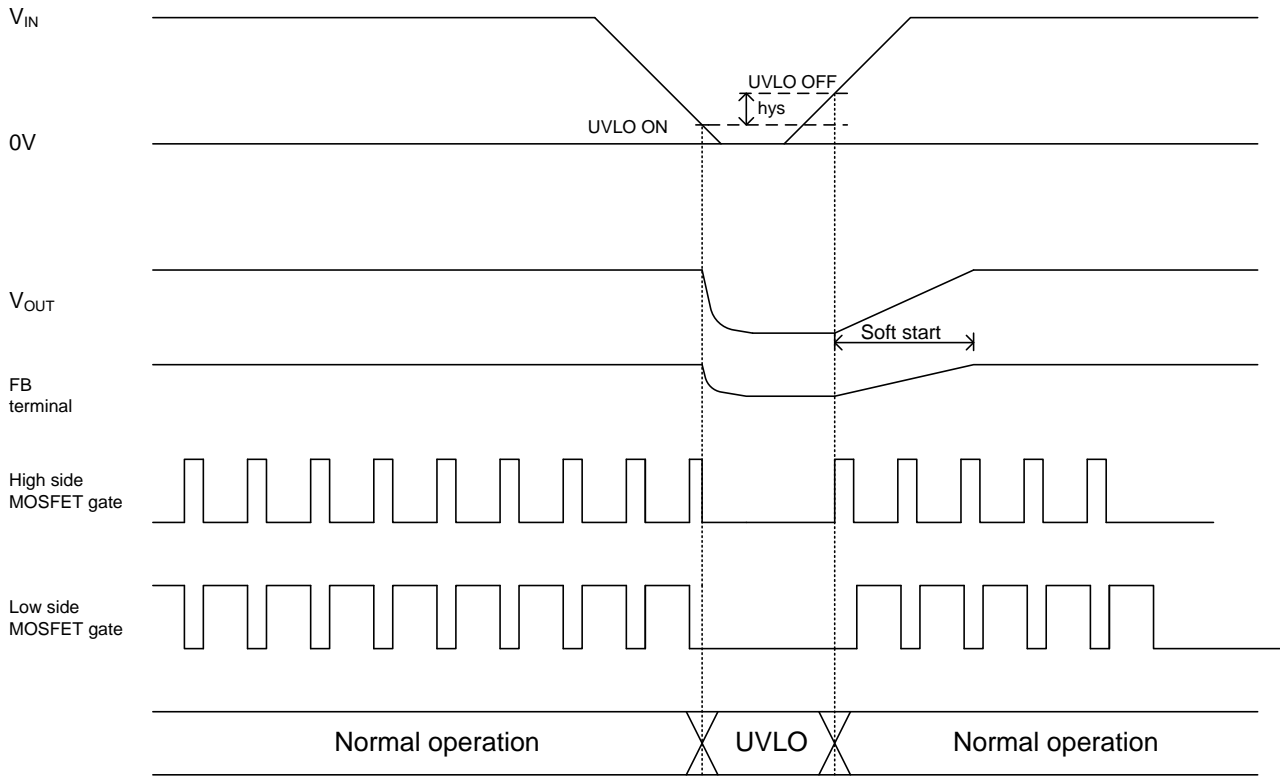 VIN
UVLO OFF
hys
UVLO ON
0V
VOUT
Soft start
FB
terminal
High side
MOSFET gate
Low side
MOSFET gate
Normal operation
UVLO
Normal operation